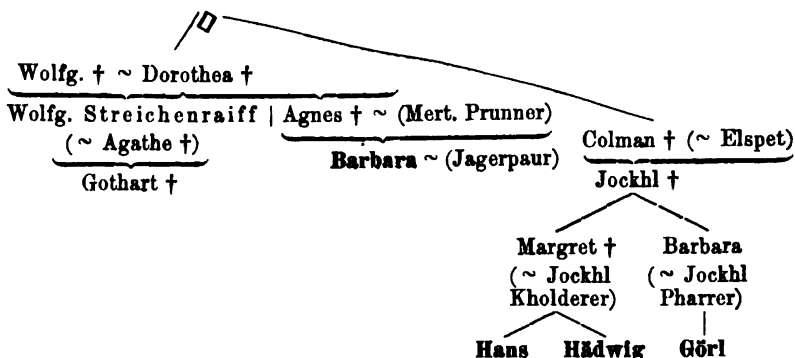 Wolfg. † ~ Dorothea †
Wolfg. Streichenraiff | Agnes † ~ (Mert. Prunner)
(~ Agathe †)
Gothart †
Barbara ~ (Jagerpaur)
Colman † (~ Elspet)
Jockhl †
Margret †
(~ Jockhl
Kholderer)
Barbara
(~ Jockhl
Pharrer)
Hans Hädwig Görl